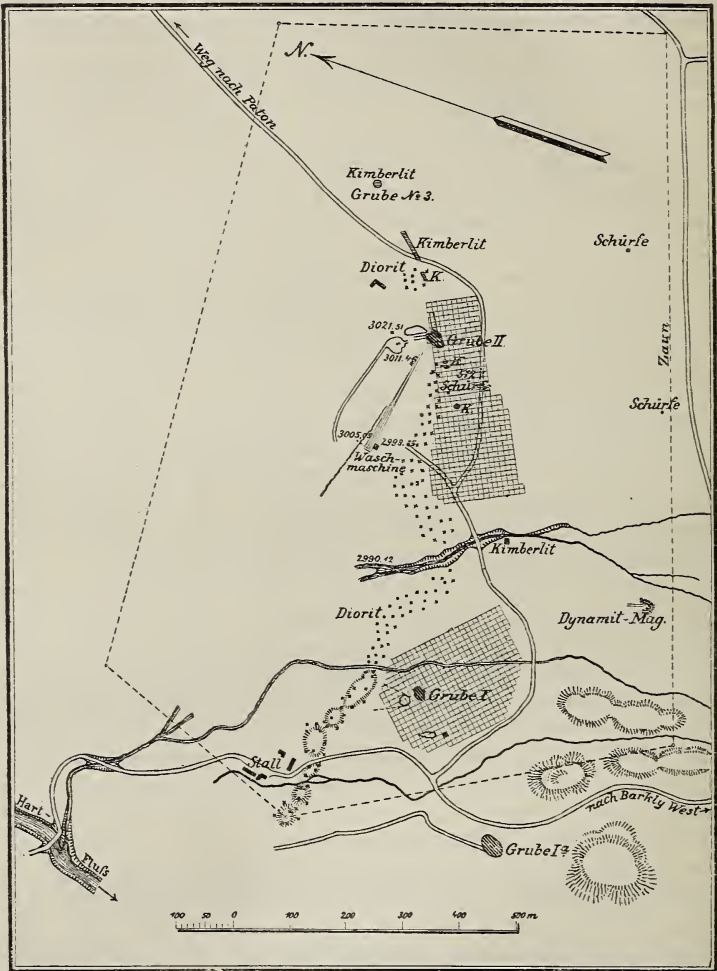 N.
Weg nach Paton
Kimberlit
Grube № 3.
Kimberlit
Schürfe
Diorit
K.
3021.51
Grube II.
3011.46
K.
Zaun
Schürfe
Schürfe
K.
3005.95
2998.
Wasch-
maschine
2990.12
Kimberlit
Diorit
Dynamit-Mag.
Grube I.
Stall
nach Barkly West
Hart
Fluß
Grube Ia.
100 50 0 100 200 300 400 500 m